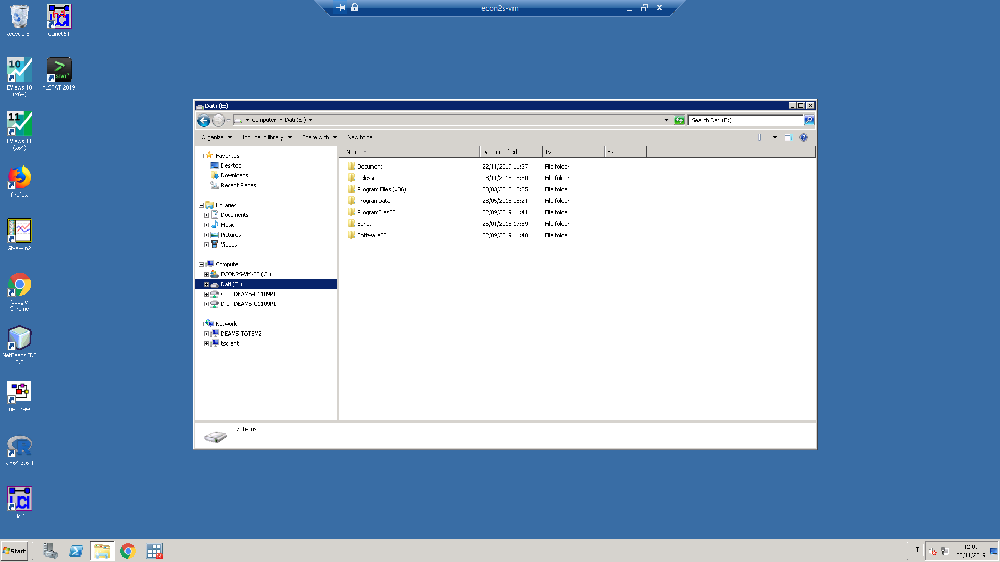 econ2s-vm
Recycle Bin
ucinet64
10
EViews 10
(x64)
STAT
XLSTAT 2019
11
EViews 11
(x64)
firefox
GiveWin2
Google
Chrome
NetBeans IDE
8.2
netdraw
R x64 3.6.1
UCI
Uci6
Dati (E:)
Computer Dati (E:)
Search Dati (E:)
Organize Include in library Share with New folder
Favorites
Desktop
Downloads
Recent Places
Libraries
Documents
Music
Pictures
Videos
Computer
ECON2S-VM-TS (C:)
Dati (E:)
C on DEAMS-U1109P1
D on DEAMS-U1109P1
Network
DEAMS-TOTEM2
tsclient
Name Date modified Type Size
Documenti 22/11/2019 11:37 File folder
Pelessoni 08/11/2018 08:50 File folder
Program Files (x86) 03/03/2015 10:55 File folder
ProgramData 28/05/2018 08:21 File folder
ProgramFilesTS 02/09/2019 11:41 File folder
Script 25/01/2018 17:59 File folder
SoftwareTS 02/09/2019 11:48 File folder
7 items
Start
14
IT
12:09
22/11/2019